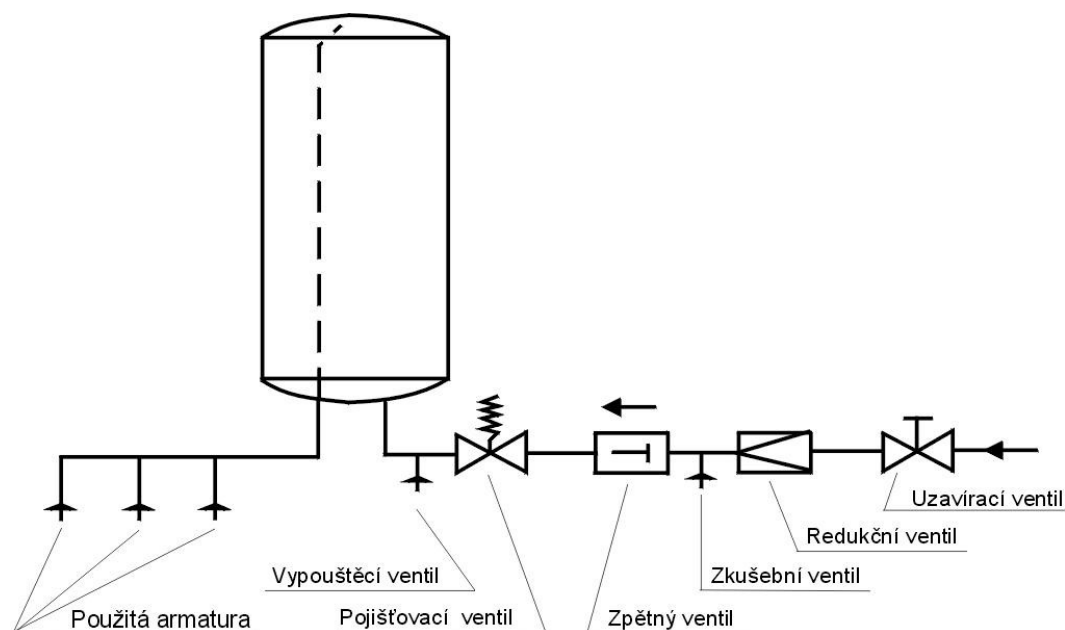 Uzavírací ventil
Redukční ventil
Vypouštěcí ventil
Zkušební ventil
Použitá armatura
Pojišťovací ventil
Zpětný ventil